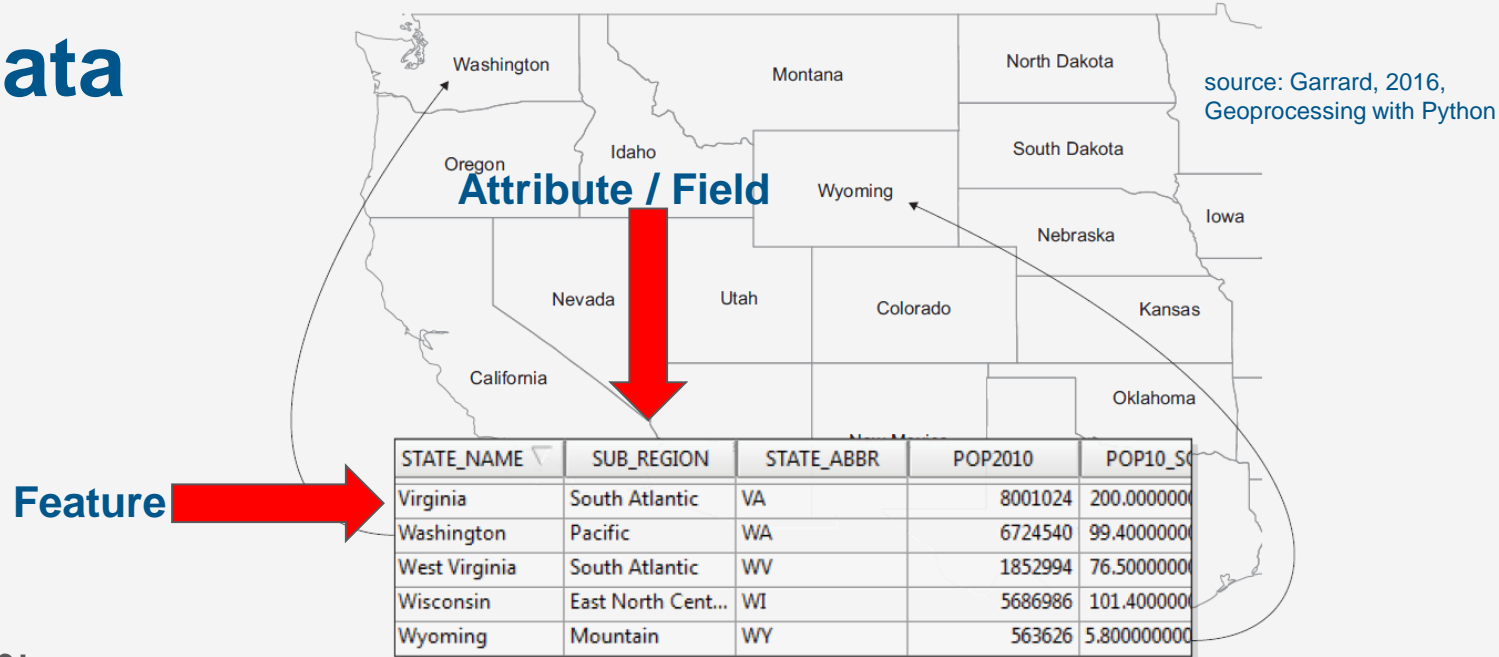 ata
Washington
Montana
North Dakota
source: Garrard, 2016,
Geoprocessing with Python
Oregon
Idaho
South Dakota
Attribute / Field
Wyoming
Iowa
Nebraska
Nevada
Utah
Colorado
Kansas
California
Oklahoma
STATE_NAME SUB_REGION STATE_ABBR POP2010 POP10_S
Feature
Virginia South Atlantic VA 8001024 200.0000000
Washington Pacific WA 6724540 99.40000000
West Virginia South Atlantic WV 1852994 76.50000000
Wisconsin East North Cent... WI 5686986 101.4000000
Wyoming Mountain WY 563626 5.800000000